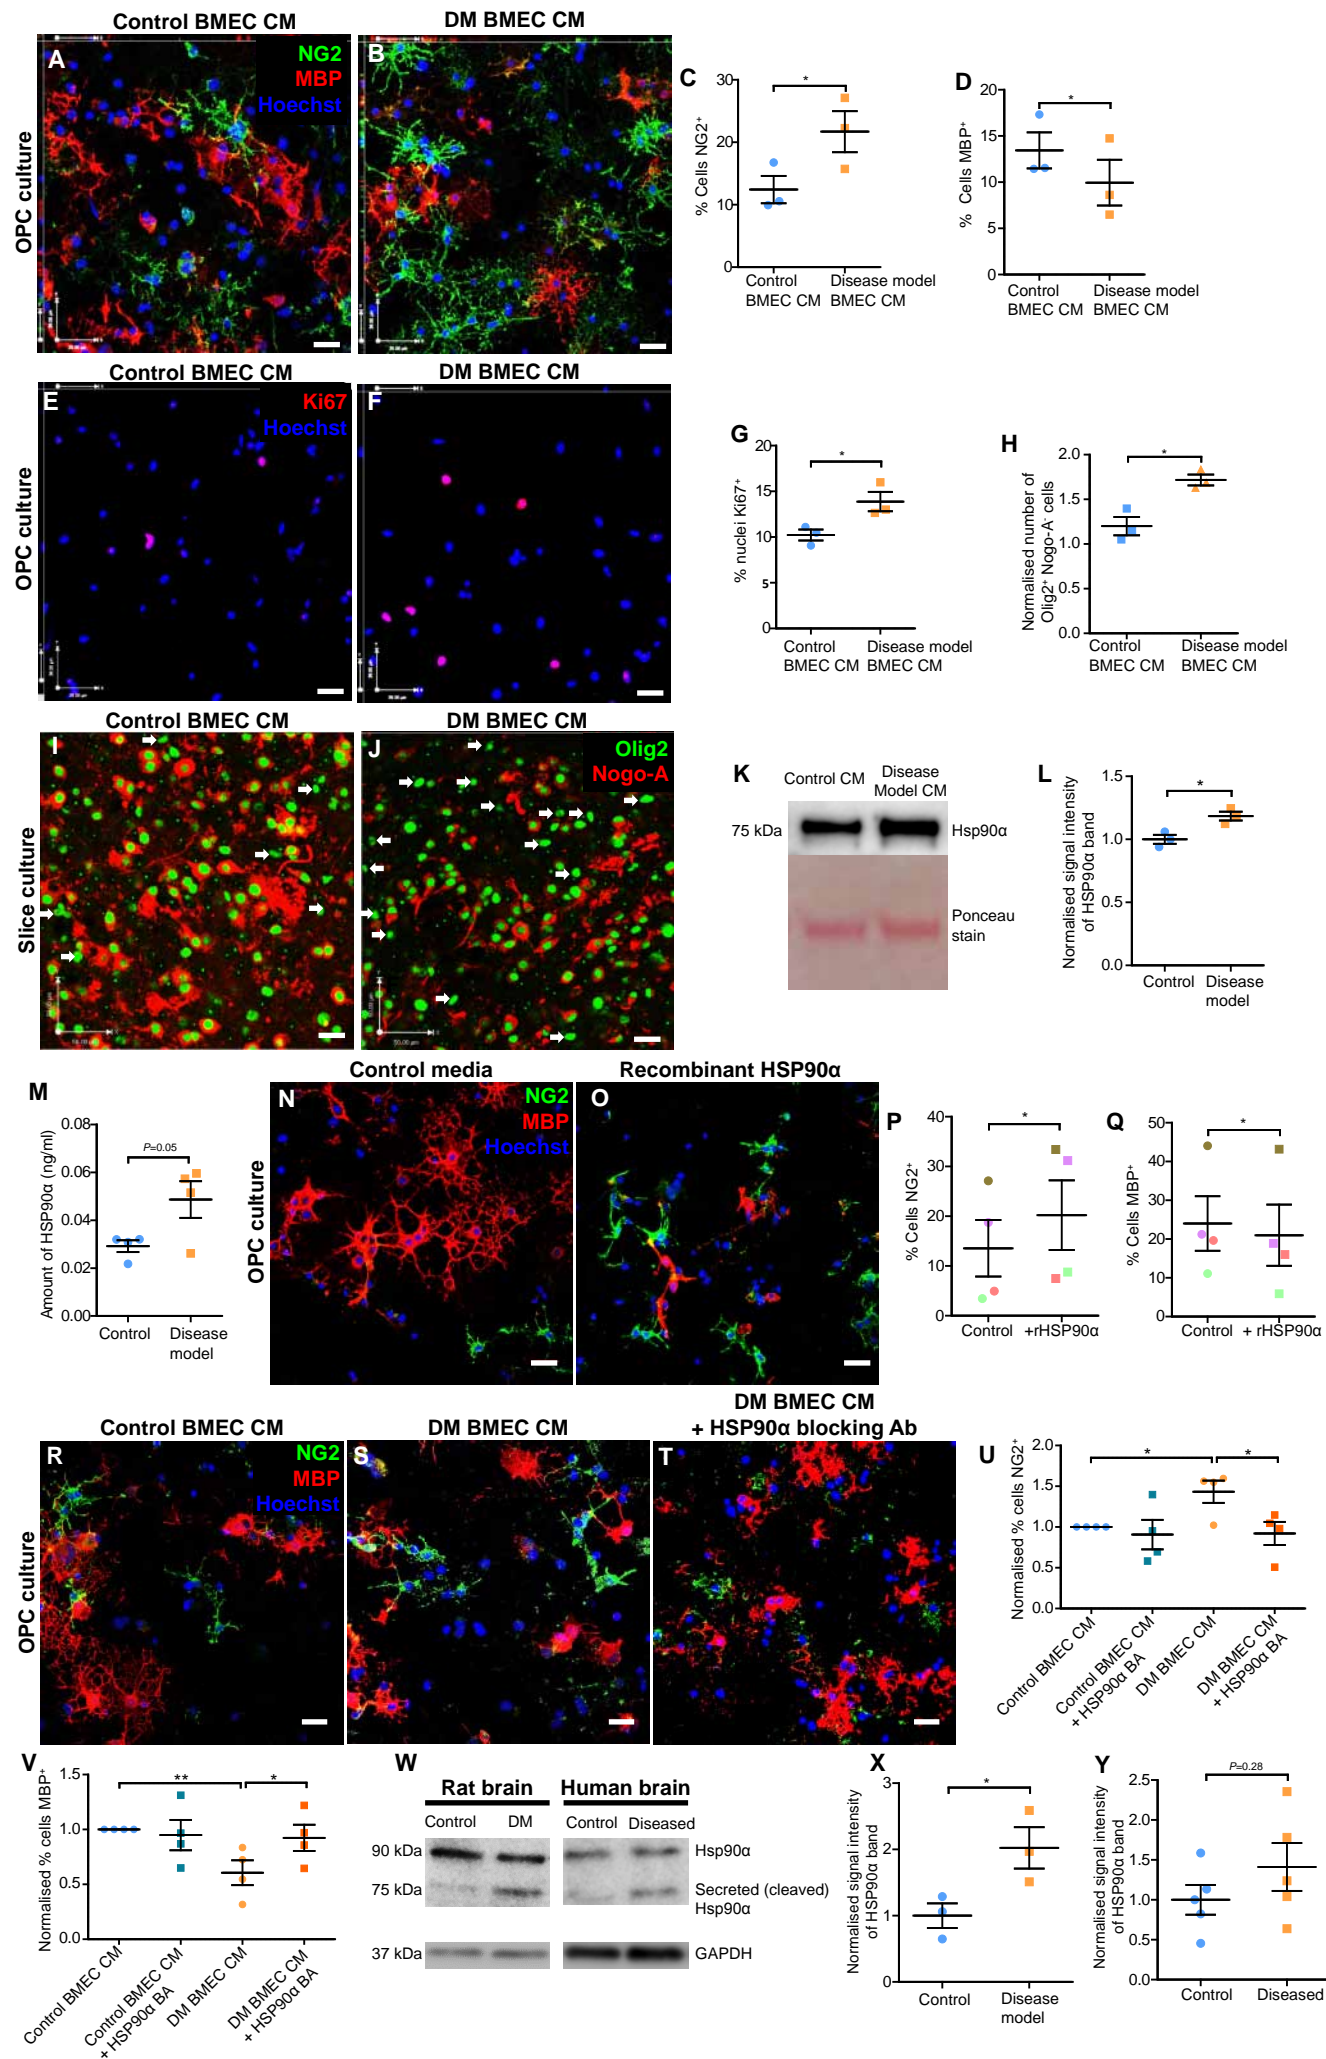 Control BMEC CM
DM BMEC CM
A
NG2
MBP
Hoechst
B
OPC culture
C
% Cells NG2⁺
30
20
10
0
*
Control
BMEC CM
Disease model
BMEC CM
D
% Cells MBP⁺
20
15
10
5
0
*
Control
BMEC CM
Disease model
BMEC CM
Control BMEC CM
DM BMEC CM
E
Ki67
Hoechst
F
OPC culture
G
% nuclei Ki67⁺
20
15
10
5
0
*
Control
BMEC CM
Disease model
BMEC CM
H
Normalised number of
Olig2⁺ Nogo-A⁻ cells
2.0
1.5
1.0
0.5
0.0
*
Control
BMEC CM
Disease model
BMEC CM
Control BMEC CM
DM BMEC CM
I
J
Olig2
Nogo-A
Slice culture
K
Control CM
Disease
Model CM
75 kDa
Hsp90α
Ponceau
stain
L
Normalised signal intensity
of HSP90α band
1.5
1.0
0.5
0.0
*
Control
Disease
model
M
Amount of HSP90α (ng/ml)
0.08
0.06
0.04
0.02
0.00
P=0.05
Control
Disease
model
Control media
Recombinant HSP90α
N
NG2
MBP
Hoechst
O
OPC culture
P
% Cells NG2⁺
40
30
20
10
0
*
Control
+rHSP90α
Q
% Cells MBP⁺
50
40
30
20
10
0
*
Control
+ rHSP90α
Control BMEC CM
DM BMEC CM
DM BMEC CM
+ HSP90α blocking Ab
R
NG2
MBP
Hoechst
S
T
OPC culture
U
Normalised % cells NG2⁺
2.0
1.5
1.0
0.5
0.0
*
*
Control BMEC CM
Control BMEC CM
+ HSP90α BA
DM BMEC CM
DM BMEC CM
+ HSP90α BA
V
Normalised % cells MBP⁺
1.5
1.0
0.5
0.0
**
*
Control BMEC CM
Control BMEC CM
+ HSP90α BA
DM BMEC CM
DM BMEC CM
+ HSP90α BA
W
Rat brain
Human brain
Control
DM
Control
Diseased
90 kDa
Hsp90α
75 kDa
Secreted (cleaved)
Hsp90α
37 kDa
GAPDH
X
Normalised signal intensity
of HSP90α band
3
2
1
0
*
Control
Disease
model
Y
Normalised signal intensity
of HSP90α band
2.5
2.0
1.5
1.0
0.5
0.0
P=0.28
Control
Diseased